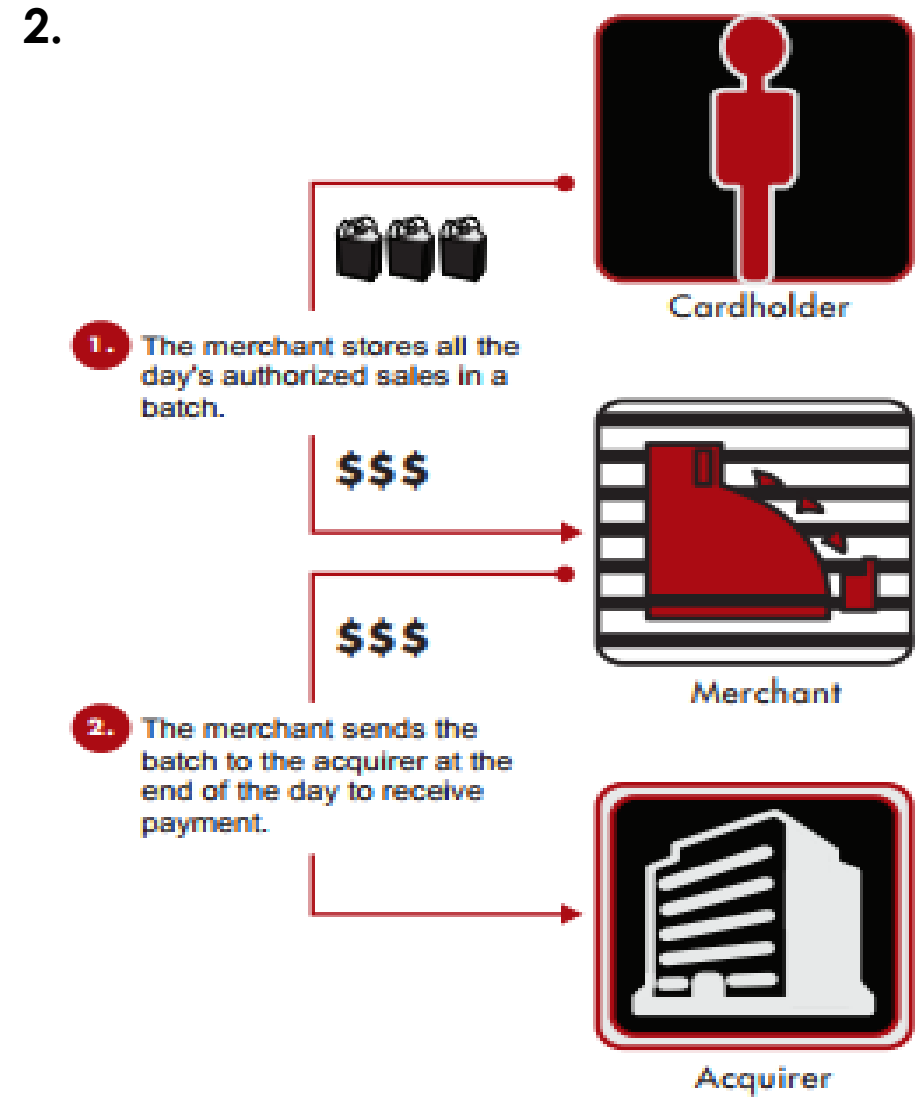 2.
Cardholder
1.
The merchant stores all the
day's authorized sales in a
batch.
$$$
$$$
Merchant
2.
The merchant sends the
batch to the acquirer at the
end of the day to receive
payment.
Acquirer